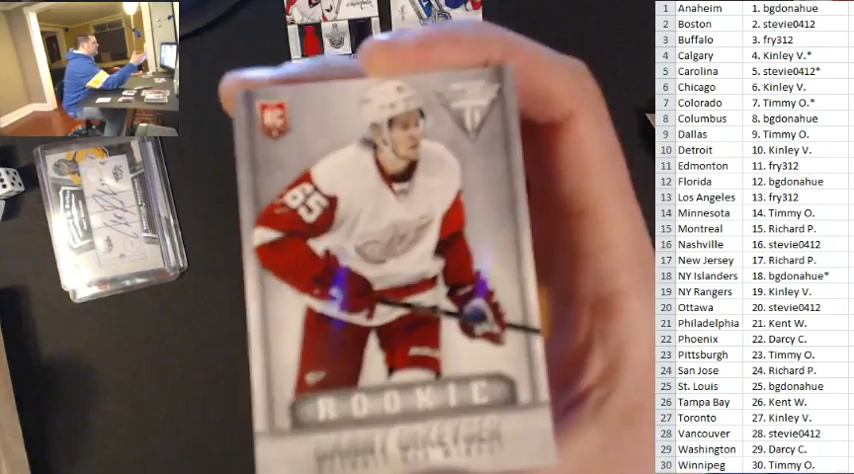 1 Anaheim 1. bgdonahue
2 Boston 2. stevie0412
3 Buffalo 3. fry312
4 Calgary 4. Kinley V.*
5 Carolina 5. stevie0412*
6 Chicago 6. Kinley V.
7 Colorado 7. Timmy O.*
8 Columbus 8. bgdonahue
9 Dallas 9. Timmy O.
10 Detroit 10. Kinley V.
11 Edmonton 11. fry312
12 Florida 12. bgdonahue
13 Los Angeles 13. fry312
14 Minnesota 14. Timmy O.
15 Montreal 15. Richard P.
16 Nashville 16. stevie0412
17 New Jersey 17. Richard P.
18 NY Islanders 18. bgdonahue*
19 NY Rangers 19. Kinley V.
20 Ottawa 20. stevie0412
21 Philadelphia 21. Kent W.
22 Phoenix 22. Darcy C.
23 Pittsburgh 23. Timmy O.
24 San Jose 24. Richard P.
25 St. Louis 25. bgdonahue
26 Tampa Bay 26. Kent W.
27 Toronto 27. Kinley V.
28 Vancouver 28. stevie0412
29 Washington 29. Darcy C.
30 Winnipeg 30. Timmy O.
RC
65
ROOKIE